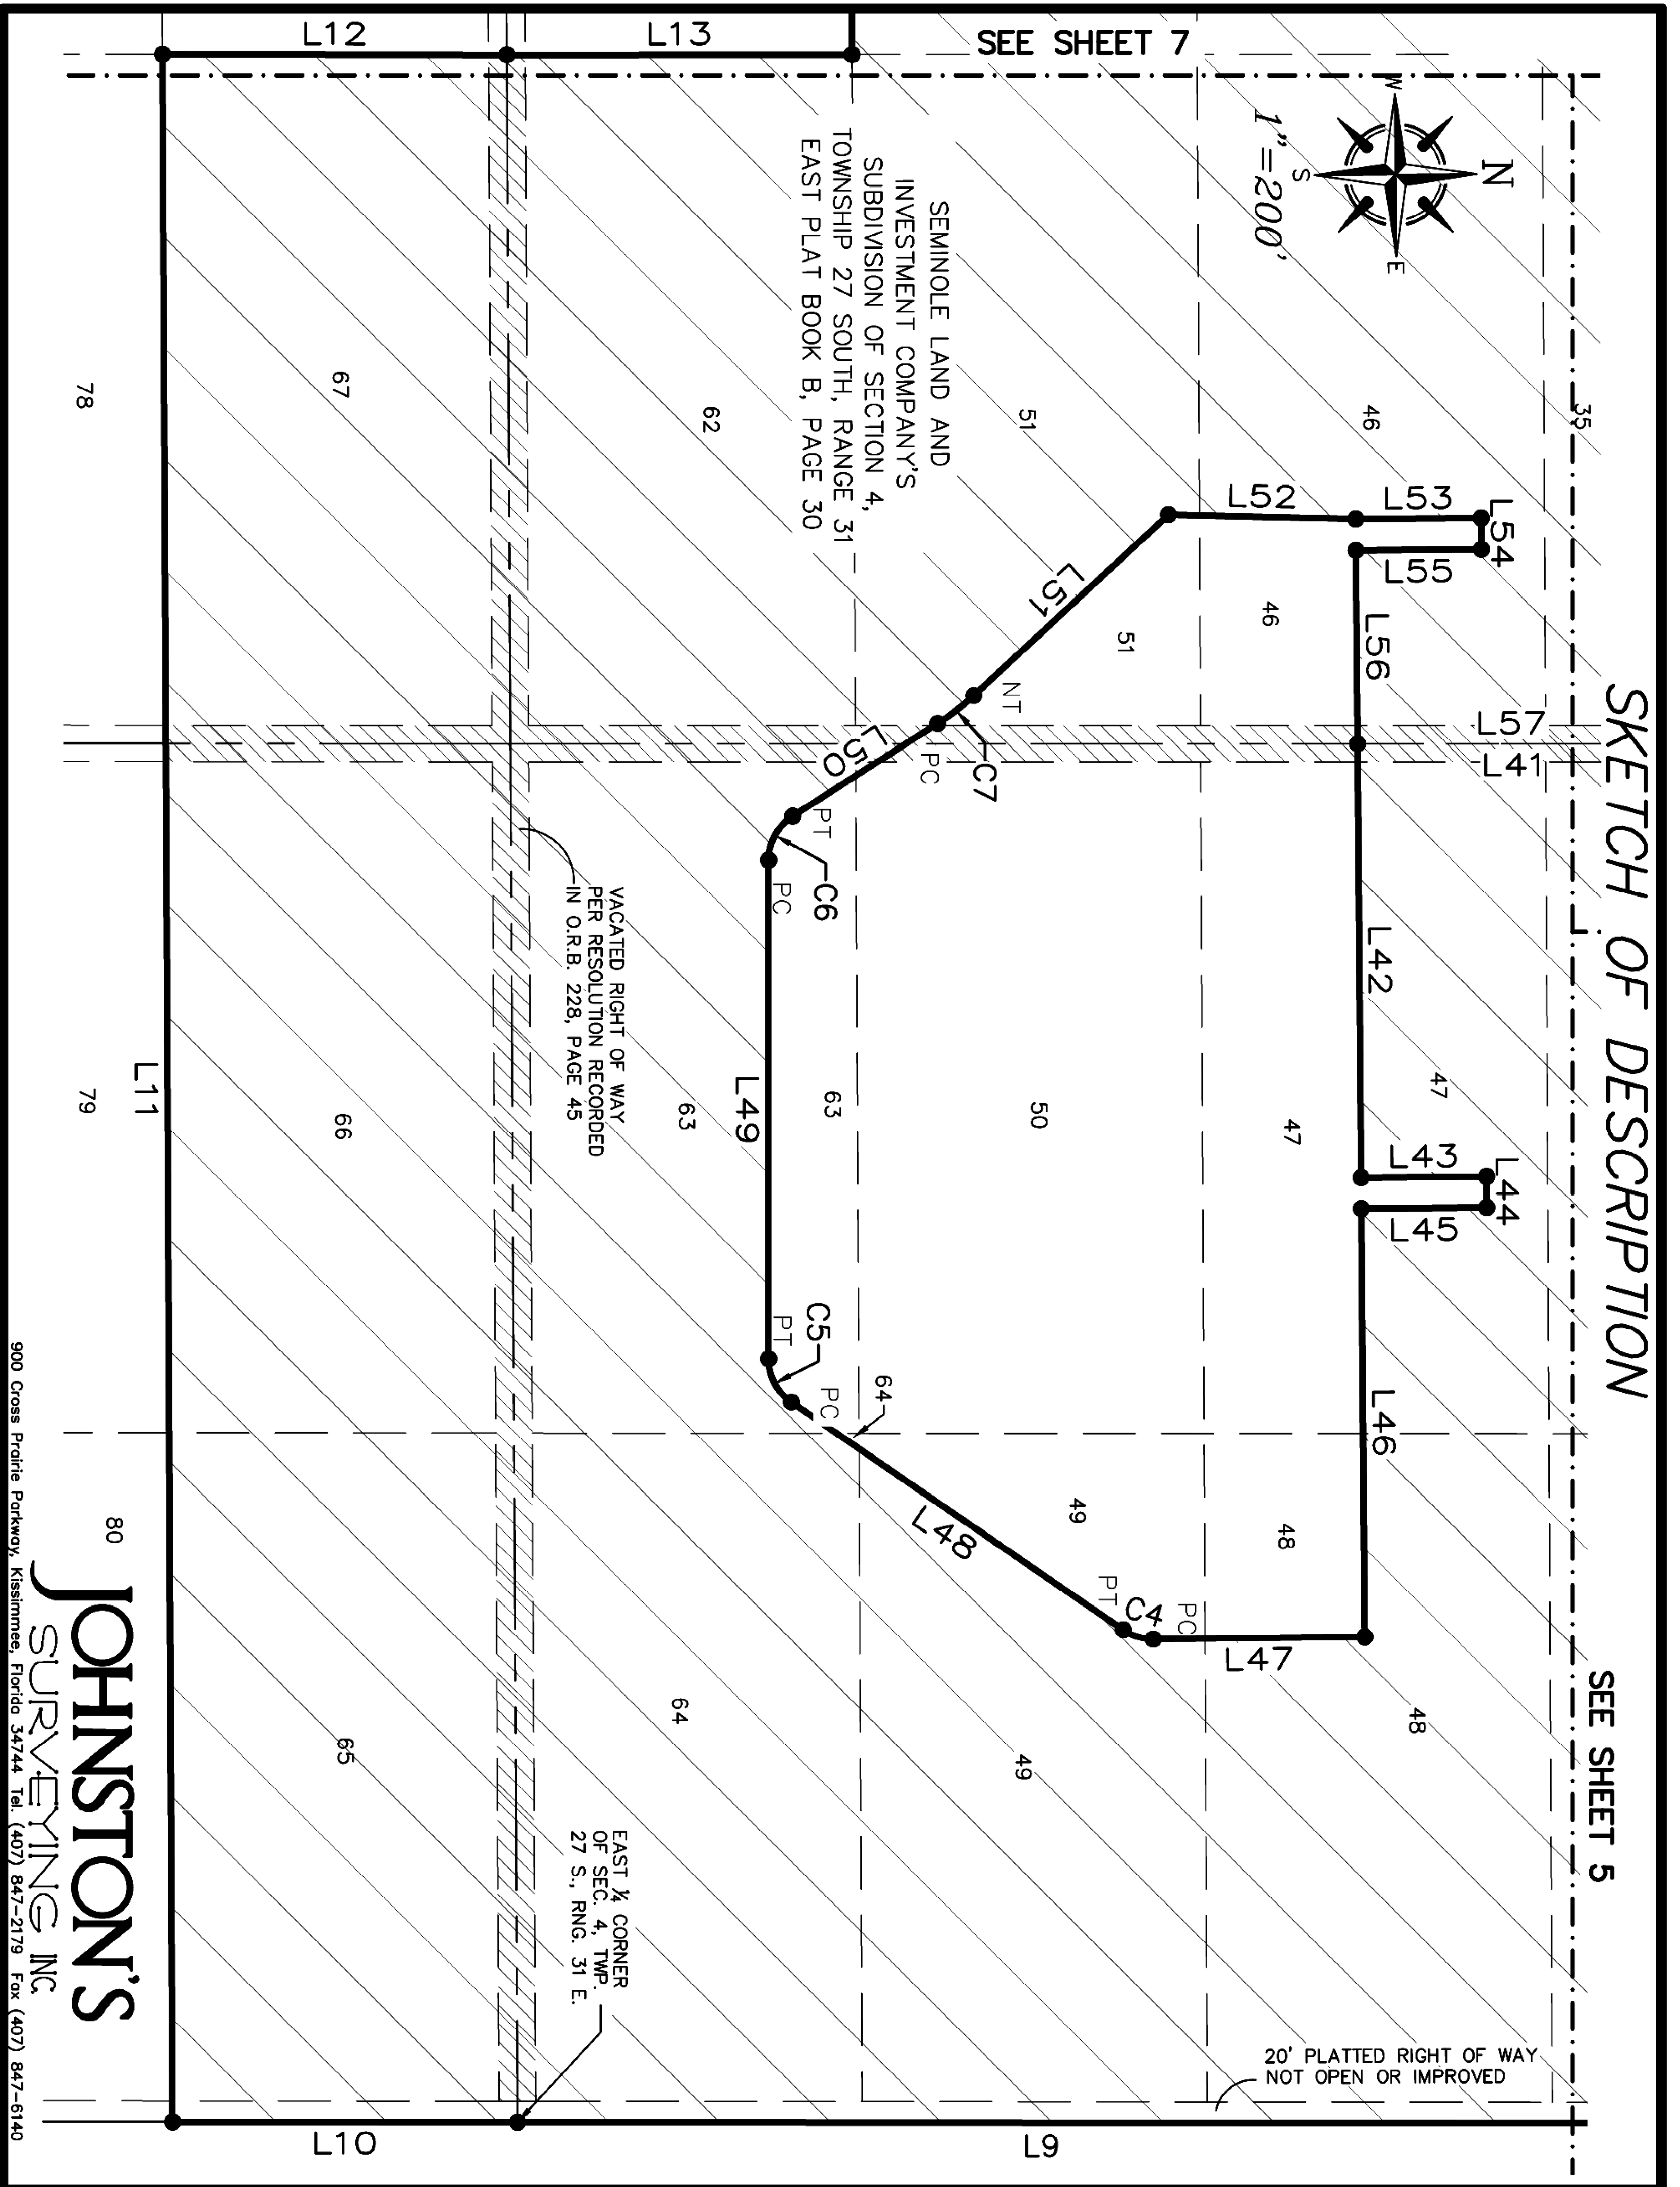 SKETCH OF DESCRIPTION
SEE SHEET 5
SEE SHEET 7
N
W
E
S
1"=200'
35
L57
L41
L53
L54
L55
L43
L44
L45
46
47
48
L52
L56
L42
L46
46
47
48
L47
51
L51
51
NT
C7
PC
L50
PT
C6
PC
50
49
PC
C4
PT
L48
49
64
PC
C5
PT
L49
63
63
62
64
SEMINOLE LAND AND
INVESTMENT COMPANY'S
SUBDIVISION OF SECTION 4,
TOWNSHIP 27 SOUTH, RANGE 31
EAST PLAT BOOK B, PAGE 30
VACATED RIGHT OF WAY
PER RESOLUTION RECORDED
IN O.R.B. 228, PAGE 45
EAST ¼ CORNER
OF SEC. 4, TWP.
27 S., RNG. 31 E.
20' PLATTED RIGHT OF WAY
NOT OPEN OR IMPROVED
L13
L12
L9
L10
67
66
65
L11
78
79
80
JOHNSTON'S
SURVEYING INC.
900 Cross Prairie Parkway, Kissimmee, Florida 34744 Tel. (407) 847-2179 Fax (407) 847-6140